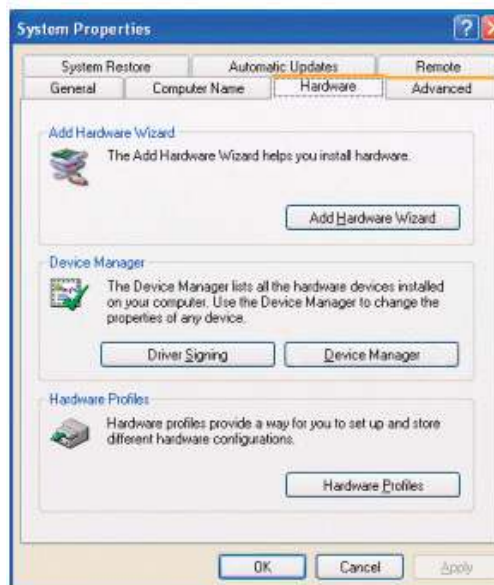 System Properties
System Restore Automatic Updates Remote
General Computer Name Hardware Advanced
Add Hardware Wizard
The Add Hardware Wizard helps you install hardware.
Add Hardware Wizard
Device Manager
The Device Manager lists all the hardware devices installed
on your computer. Use the Device Manager to change the
properties of any device.
Driver Signing Device Manager
Hardware Profiles
Hardware profiles provide a way for you to set up and store
different hardware configurations.
Hardware Profiles
OK Cancel Apply